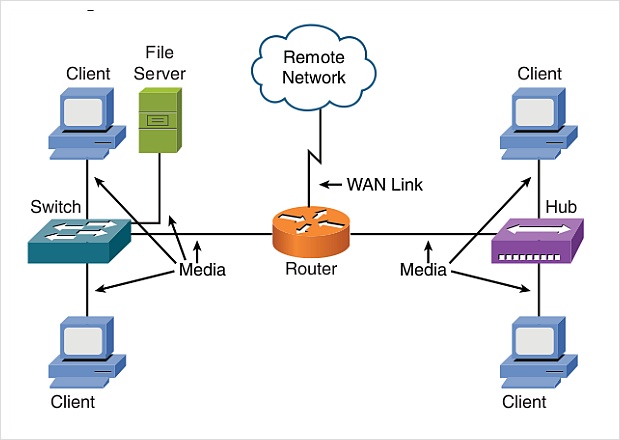 File
Server
Client
Remote
Network
Client
WAN Link
Switch
Hub
Media
Router
Media
Client
Client